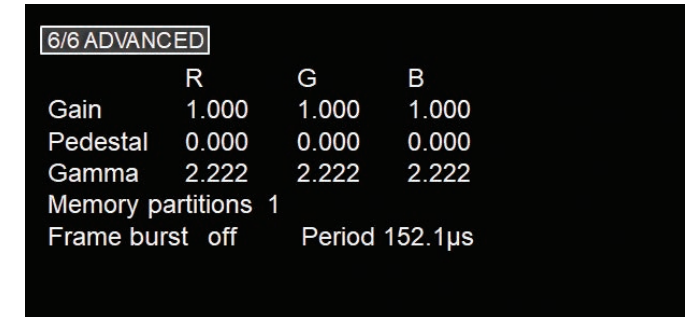 6/6 ADVANCED
R G B
Gain 1.000 1.000 1.000
Pedestal 0.000 0.000 0.000
Gamma 2.222 2.222 2.222
Memory partitions 1
Frame burst off Period 152.1µs